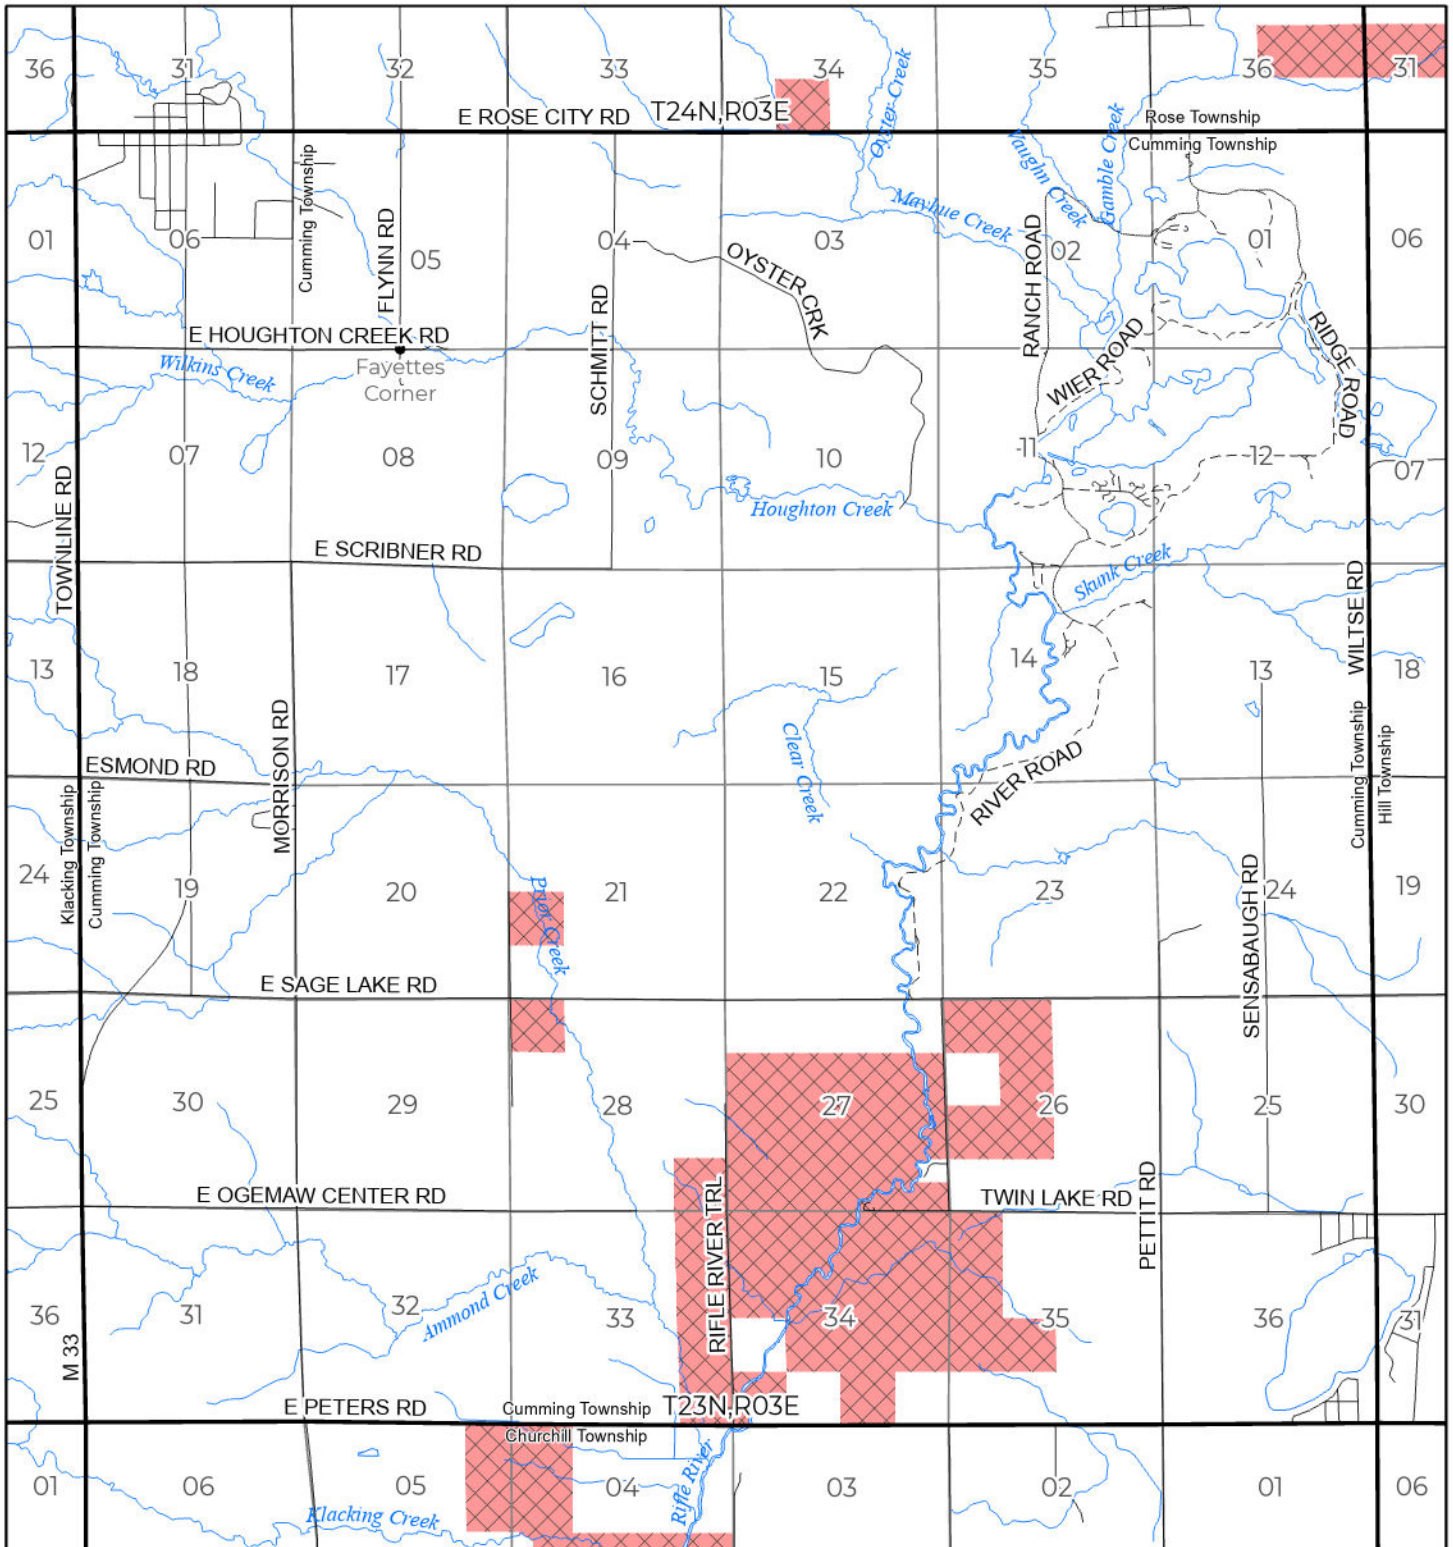 36
31
32
33
34
35
36
31
E ROSE CITY RD
T24N,R03E
Oyster Creek
Rose Township
Cumming Township
Vaughn Creek
Gamble Creek
Cumming Township
FLYNN RD
Mayhue Creek
01
06
05
04
03
02
01
06
OYSTER CRK
RANCH ROAD
SCHMITT RD
E HOUGHTON CREEK RD
Wilkins Creek
Fayettes
Corner
WIER ROAD
RIDGE ROAD
12
07
08
09
10
11
12
07
TOWNLINE RD
Houghton Creek
E SCRIBNER RD
Skunk Creek
WILTSE RD
13
18
17
16
15
14
13
18
MORRISON RD
Clear Creek
ESMOND RD
RIVER ROAD
Cumming Township
Hill Township
Klacking Township
Cumming Township
24
19
20
21
22
23
24
19
Prior Creek
SENSABAUGH RD
E SAGE LAKE RD
25
30
29
28
27
26
25
30
E OGEMAW CENTER RD
RIFLE RIVER TRL
TWIN LAKE RD
PETTIT RD
36
31
32
33
34
35
36
31
Ammond Creek
M 33
E PETERS RD
Cumming Township
T23N,R03E
Churchill Township
01
06
05
04
03
02
01
06
Rifle River
Klacking Creek